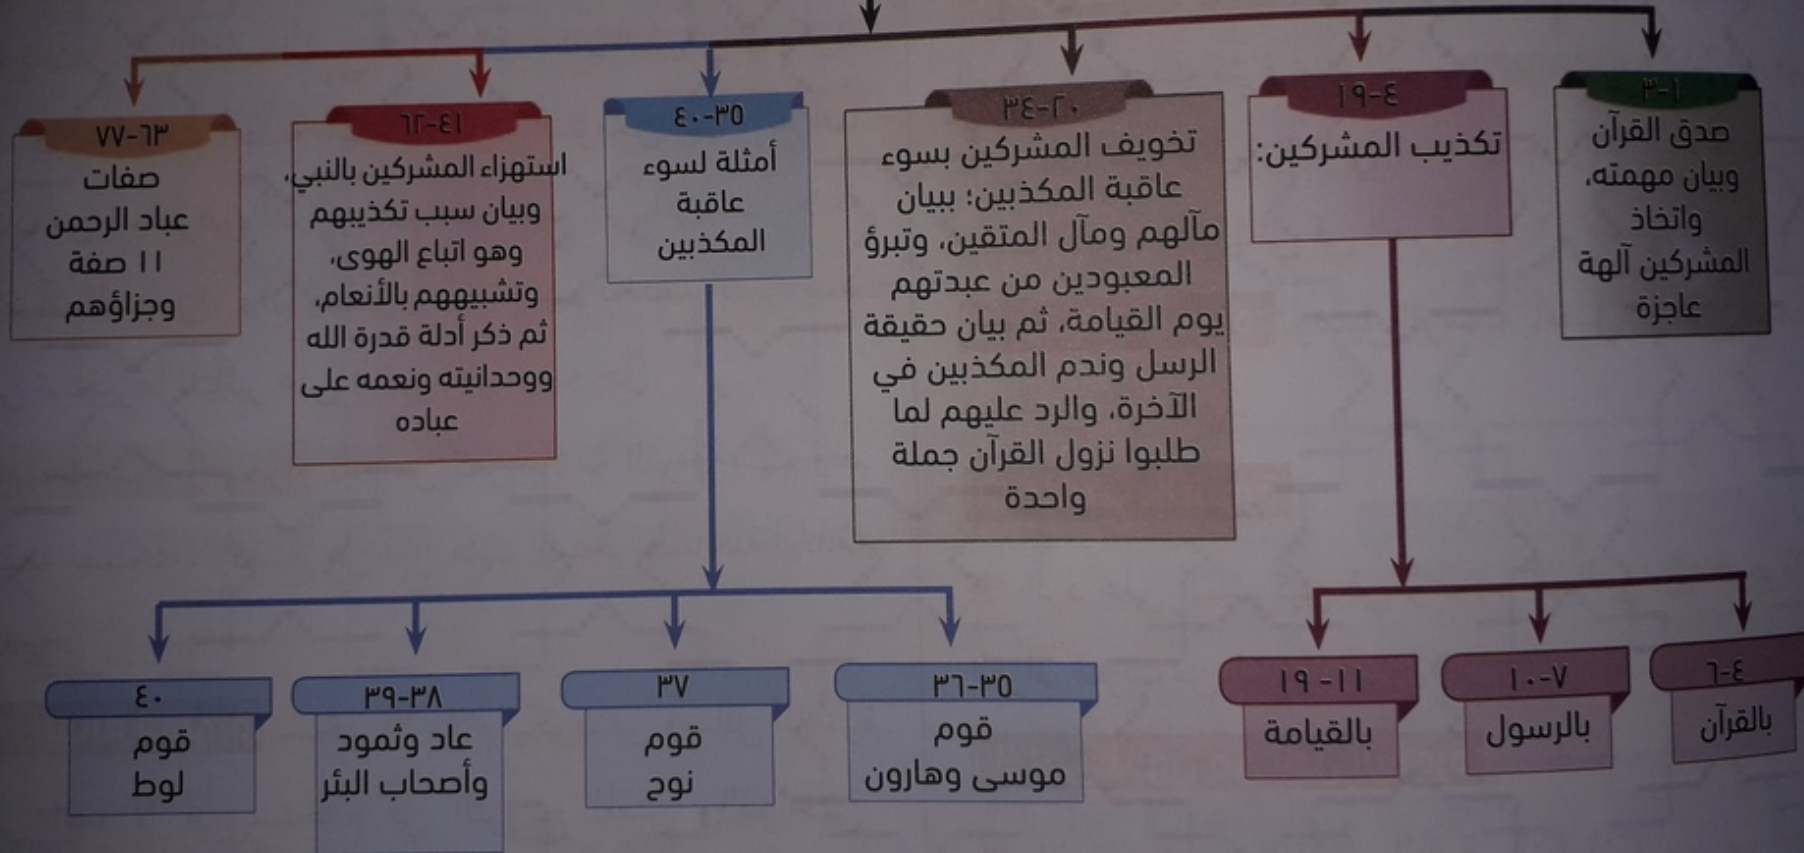 ١-٣
صدق القرآن
وبيان مهمته،
واتخاذ
المشركين آلهة
عاجزة
٤-١٩
تكذيب المشركين:
٢٠-٣٤
تخويف المشركين بسوء
عاقبة المكذبين؛ ببيان
مآلهم ومآل المتقين، وتبرؤ
المعبودين من عبدتهم
يوم القيامة، ثم بيان حقيقة
الرسل وندم المكذبين في
الآخرة، والرد عليهم لما
طلبوا نزول القرآن جملة
واحدة
٣٥-٤٠
أمثلة لسوء
عاقبة
المكذبين
٤١-٦٢
استهزاء المشركين بالنبي،
وبيان سبب تكذيبهم
وهو اتباع الهوى،
وتشبيههم بالأنعام،
ثم ذكر أدلة قدرة الله
ووحدانيته ونعمه على
عباده
٦٣-٧٧
صفات
عباد الرحمن
١١ صفة
وجزاؤهم
٤-٦
بالقرآن
٧-١٠
بالرسول
١١- ١٩
بالقيامة
٣٥-٣٦
قوم
موسى وهارون
٣٧
قوم
نوح
٣٨-٣٩
عاد وثمود
وأصحاب البئر
٤٠
قوم
لوط